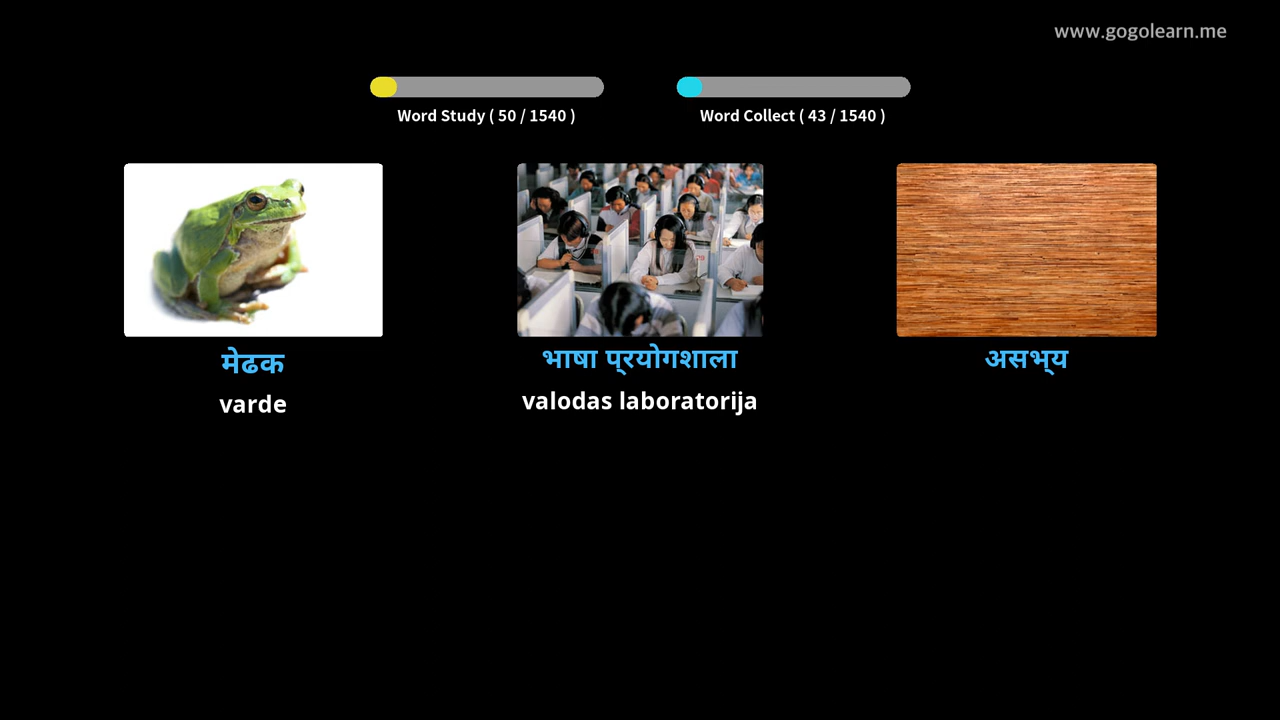 www.gogolearn.me
Word Study ( 50 / 1540 )
Word Collect ( 43 / 1540 )
मेढक
भाषा प्रयोगशाला
असभ्य
varde
valodas laboratorija